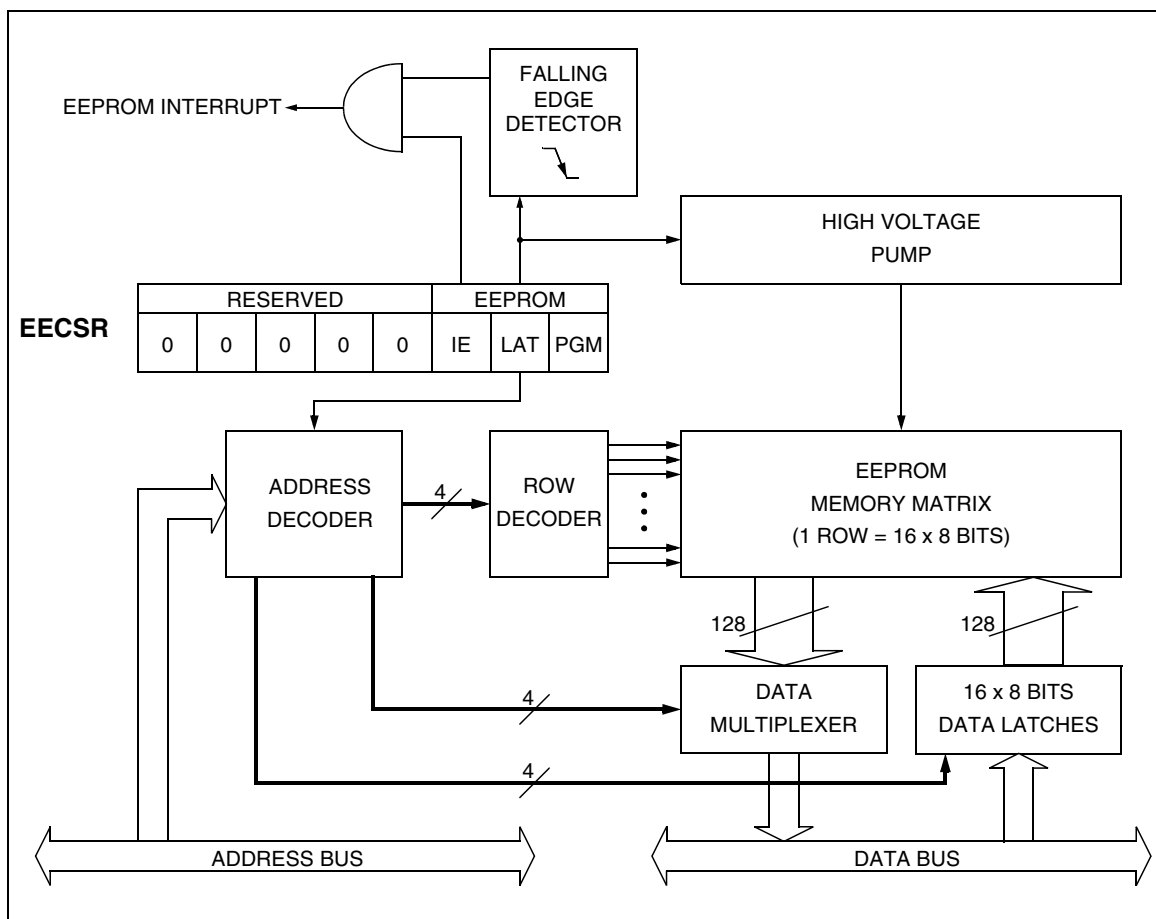 FALLING
EDGE
DETECTOR
EEPROM INTERRUPT
HIGH VOLTAGE
PUMP
RESERVED EEPROM
EECSR
0 0 0 0 0 IE LAT PGM
ADDRESS
DECODER
4
ROW
DECODER
EEPROM
MEMORY MATRIX
(1 ROW = 16 x 8 BITS)
128
128
4
DATA
MULTIPLEXER
16 x 8 BITS
DATA LATCHES
4
ADDRESS BUS
DATA BUS